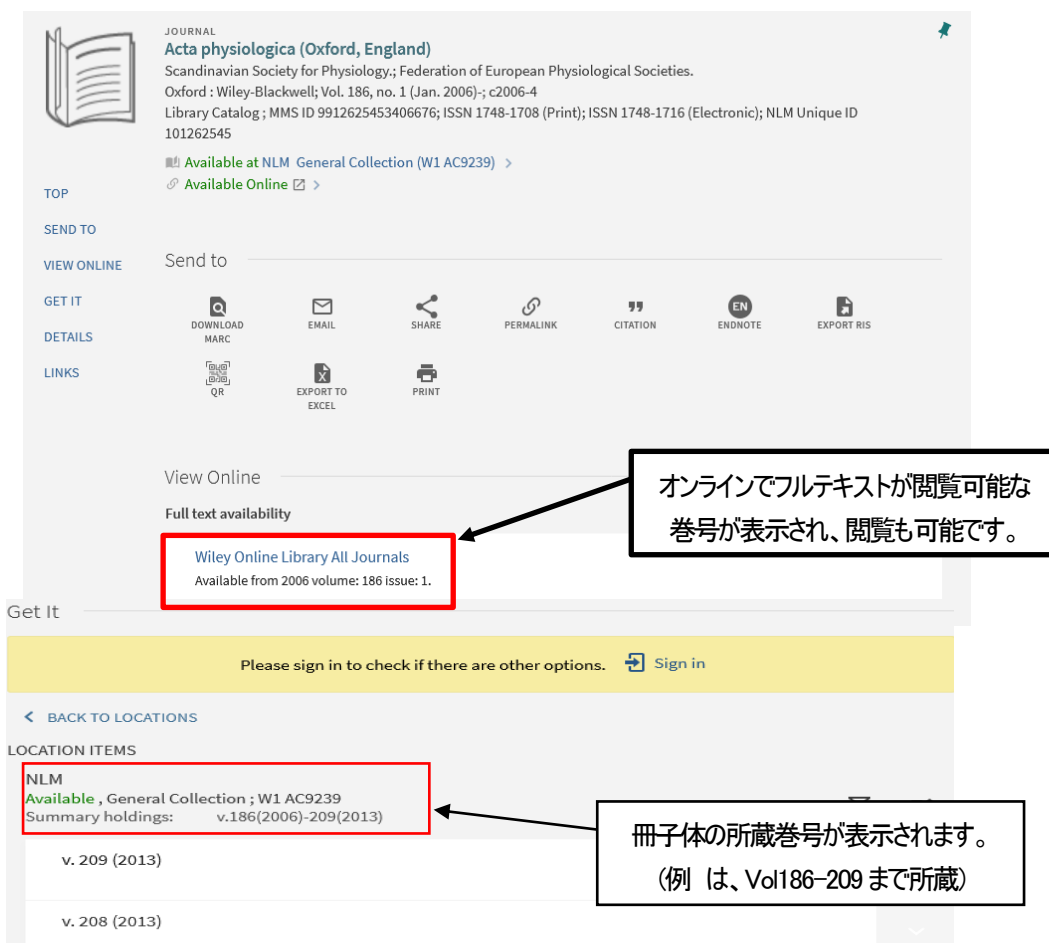 JOURNAL
Acta physiologica (Oxford, England)
Scandinavian Society for Physiology.; Federation of European Physiological Societies.
Oxford : Wiley-Blackwell; Vol. 186, no. 1 (Jan. 2006)-; c2006-4
Library Catalog ; MMS ID 9912625453406676; ISSN 1748-1708 (Print); ISSN 1748-1716 (Electronic); NLM Unique ID
101262545
Available at NLM General Collection (W1 AC9239) >
Available Online >
TOP
SEND TO
VIEW ONLINE
GET IT
DETAILS
LINKS
Send to
DOWNLOAD MARC
EMAIL
SHARE
PERMALINK
CITATION
EN
ENDNOTE
EXPORT RIS
QR
EXPORT TO EXCEL
PRINT
View Online
Full text availability
Wiley Online Library All Journals
Available from 2006 volume: 186 issue: 1.
オンラインでフルテキストが閲覧可能な
巻号が表示され、閲覧も可能です。
Get It
Please sign in to check if there are other options. Sign in
BACK TO LOCATIONS
LOCATION ITEMS
NLM
Available , General Collection ; W1 AC9239
Summary holdings: v.186(2006)-209(2013)
冊子体の所蔵巻号が表示されます。
(例 は、Vol186-209 まで所蔵)
v. 209 (2013)
v. 208 (2013)